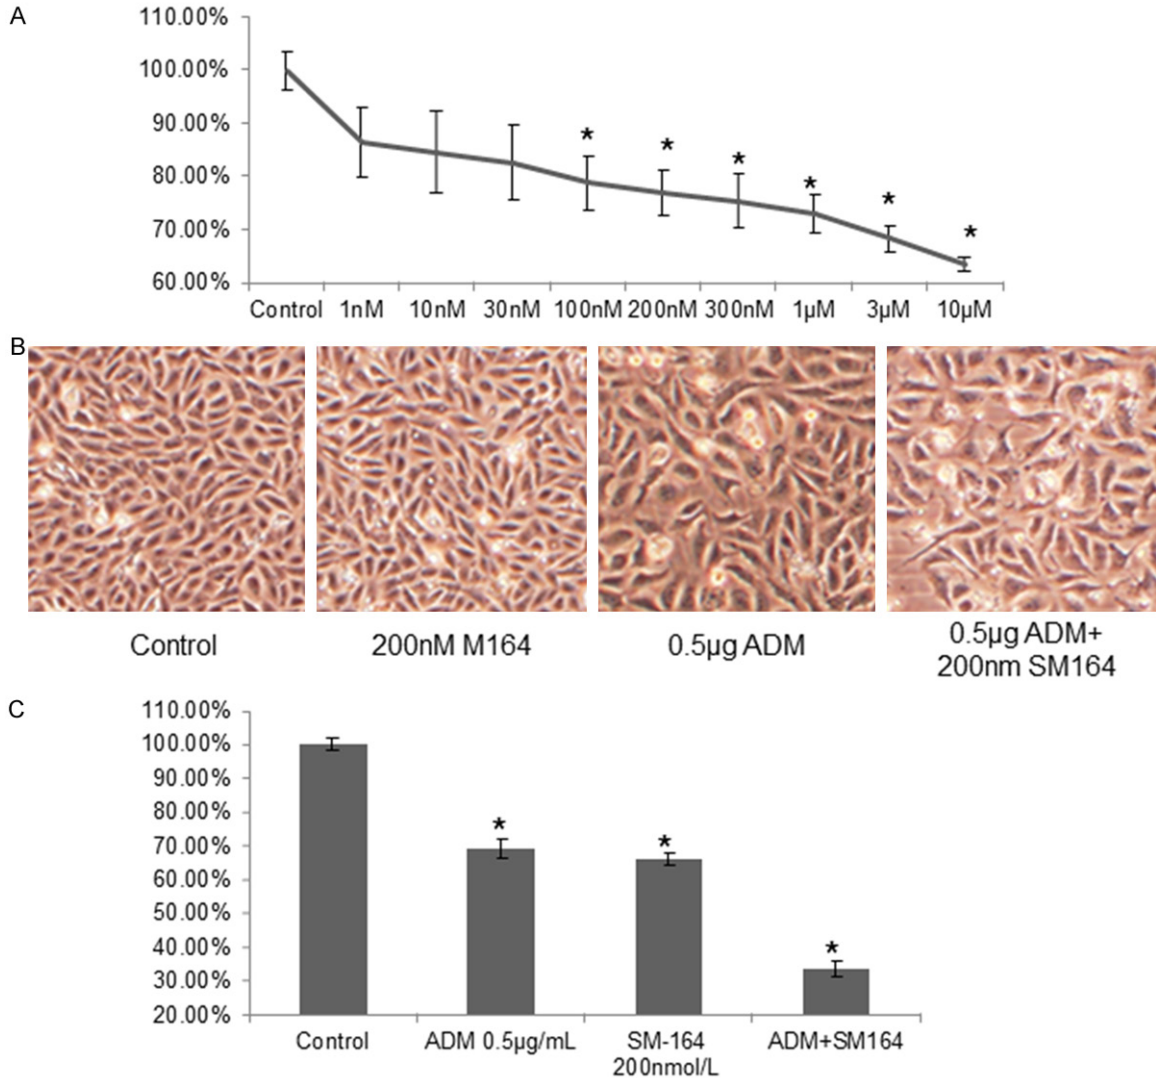 A
110.00%
100.00%
90.00%
80.00%
70.00%
60.00%
* * * * * *
Control 1nM 10nM 30nM 100nM 200nM 300nM 1µM 3µM 10µM
B
Control
200nM M164
0.5µg ADM
0.5µg ADM+
200nm SM164
C
110.00%
100.00%
90.00%
80.00%
70.00%
60.00%
50.00%
40.00%
30.00%
20.00%
* * *
Control ADM 0.5µg/mL SM-164 ADM+SM164
200nmol/L